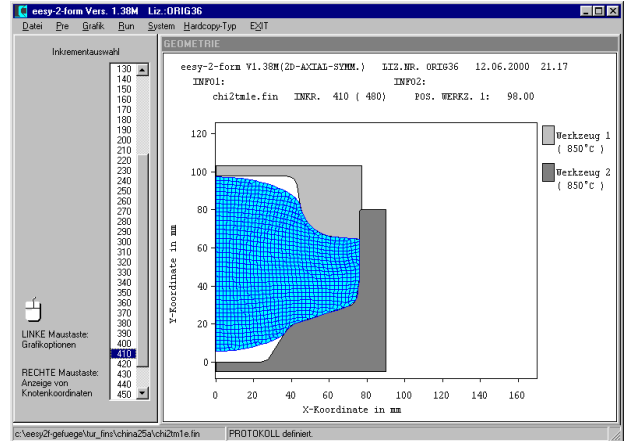 eesy-2-form Vers. 1.38M Liz.:ORIG36
Datei Pre Grafik Run System Hardcopy-Typ EXIT
Inkrementauswahl
130
140
150
160
170
180
190
200
210
220
230
240
250
260
270
280
290
300
310
320
330
340
350
360
370
380
390
400
410
420
430
440
450
LINKE Maustaste:
Grafikoptionen
RECHTE Maustaste:
Anzeige von
Knotenkoordinaten
GEOMETRIE
eesy-2-form V1.38M(2D-AXIAL-SYMM.) LIZ.NR. ORIG36 12.06.2000 21.17
INFO1: INFO2:
chi2tm1e.fin INKR. 410 ( 480) POS. WERKZ. 1: 98.00
Werkzeug 1
( 850°C )
Werkzeug 2
( 850°C )
Y-Koordinate in mm
120
100
80
60
40
20
0
0 20 40 60 80 100 120 140 160
X-Koordinate in mm
c:\eesy2f-gefuege\tur_fins\china25a\chi2tm1e.fin PROTOKOLL definiert.